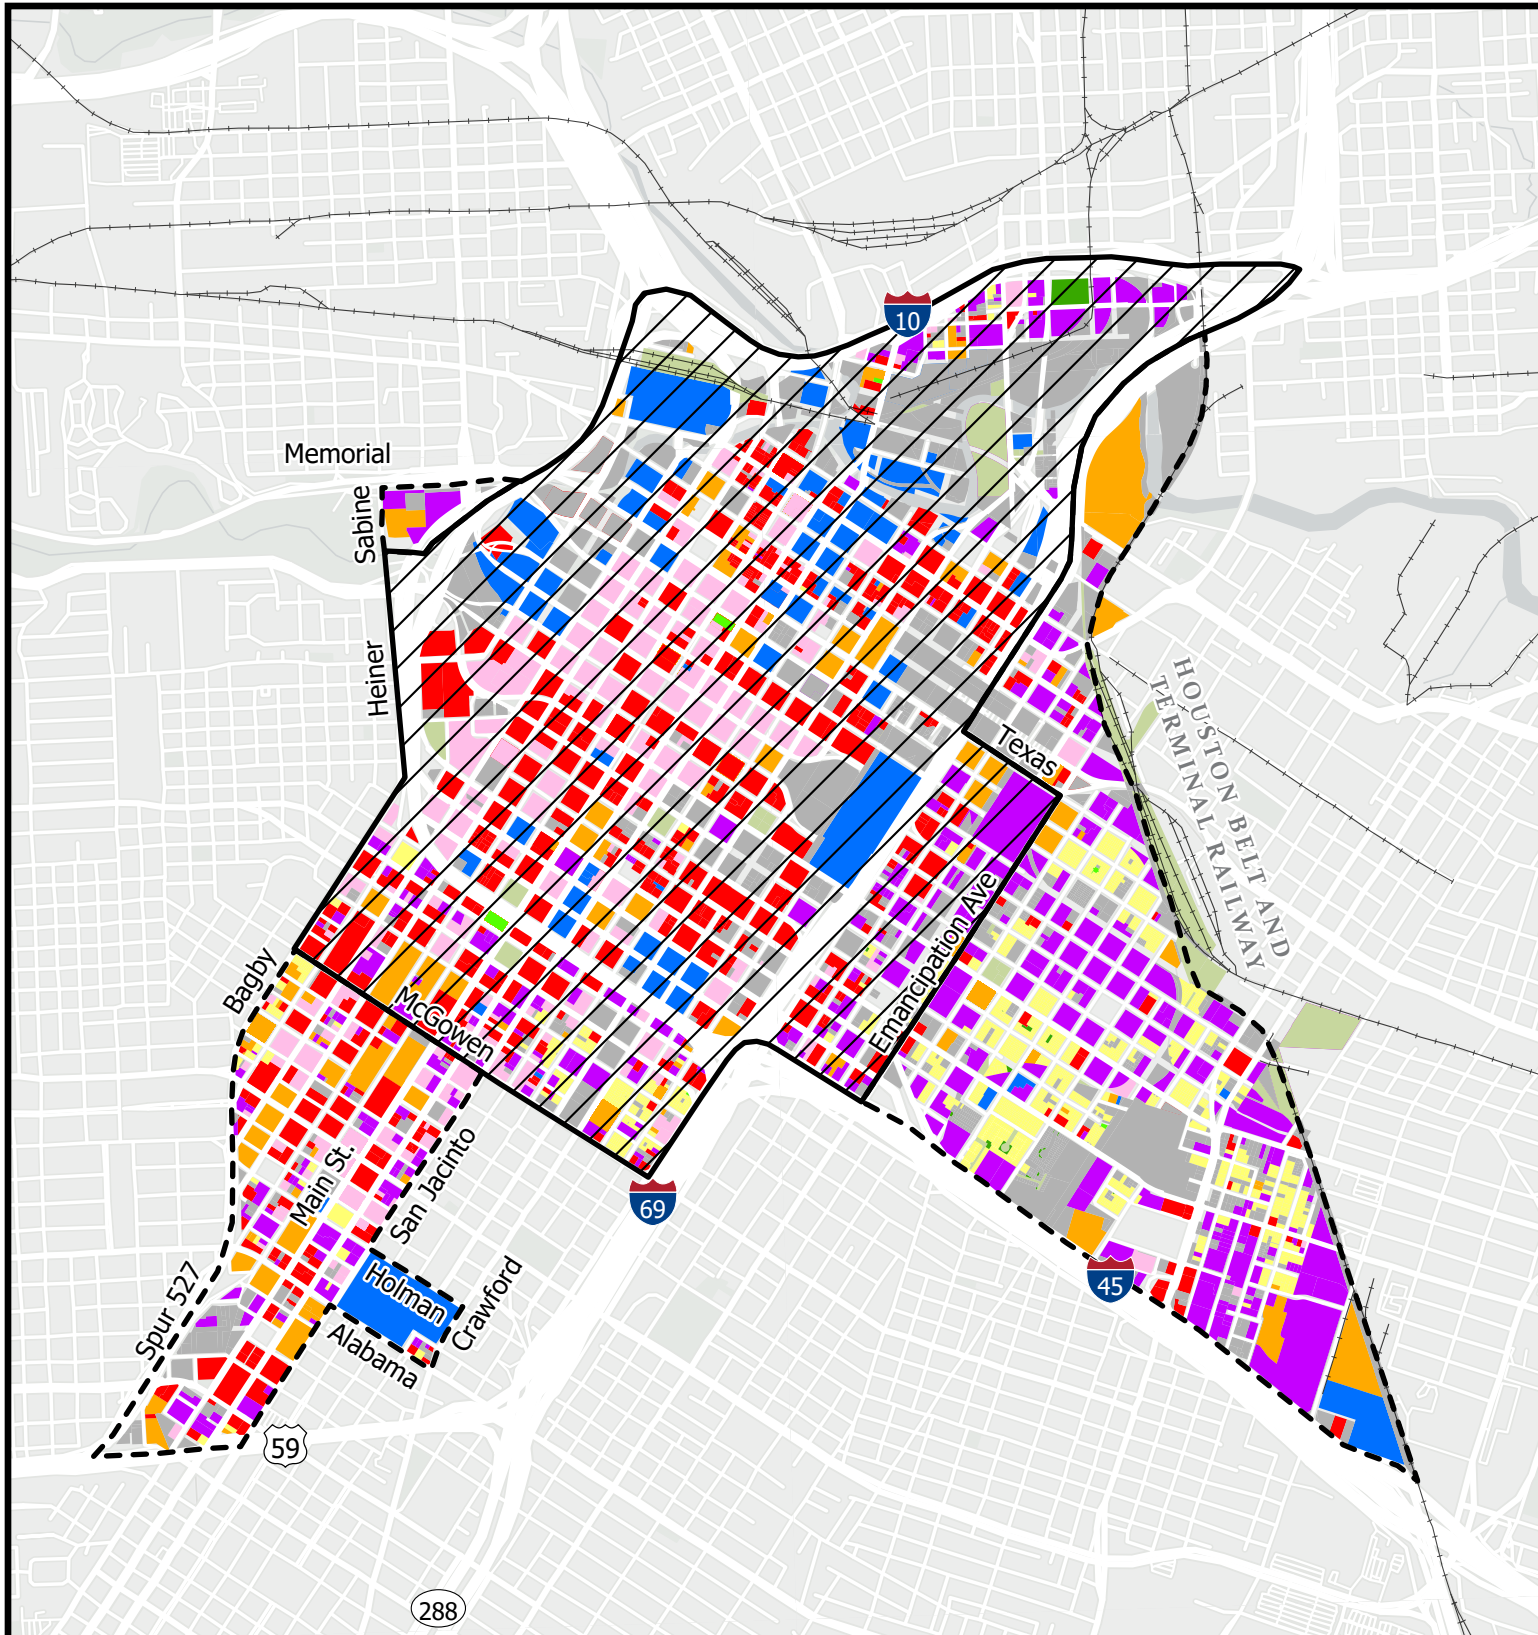 10
Memorial
Sabine
Heiner
HOUSTON BELT AND
TERMINAL RAILWAY
Texas
Emancipation Ave
Bagby
McGowen
Main St.
San Jacinto
69
Holman
Crawford
Alabama
Spur 527
45
59
288